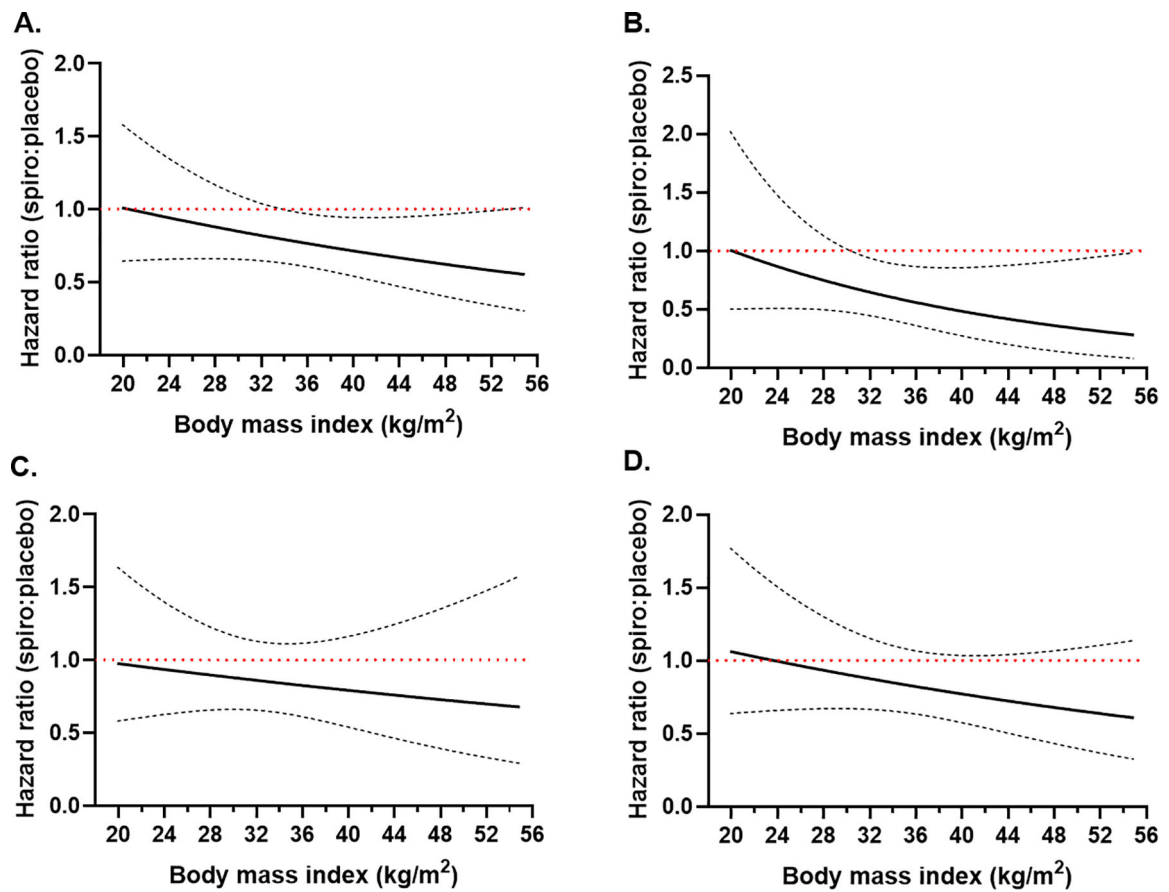 A.
Hazard ratio (spiro:placebo)
2.0
1.5
1.0
0.5
0.0
20 24 28 32 36 40 44 48 52 56
Body mass index (kg/m²)
B.
Hazard ratio (spiro:placebo)
2.5
2.0
1.5
1.0
0.5
0.0
20 24 28 32 36 40 44 48 52 56
Body mass index (kg/m²)
C.
Hazard ratio (spiro:placebo)
2.0
1.5
1.0
0.5
0.0
20 24 28 32 36 40 44 48 52 56
Body mass index (kg/m²)
D.
Hazard ratio (spiro:placebo)
2.0
1.5
1.0
0.5
0.0
20 24 28 32 36 40 44 48 52 56
Body mass index (kg/m²)